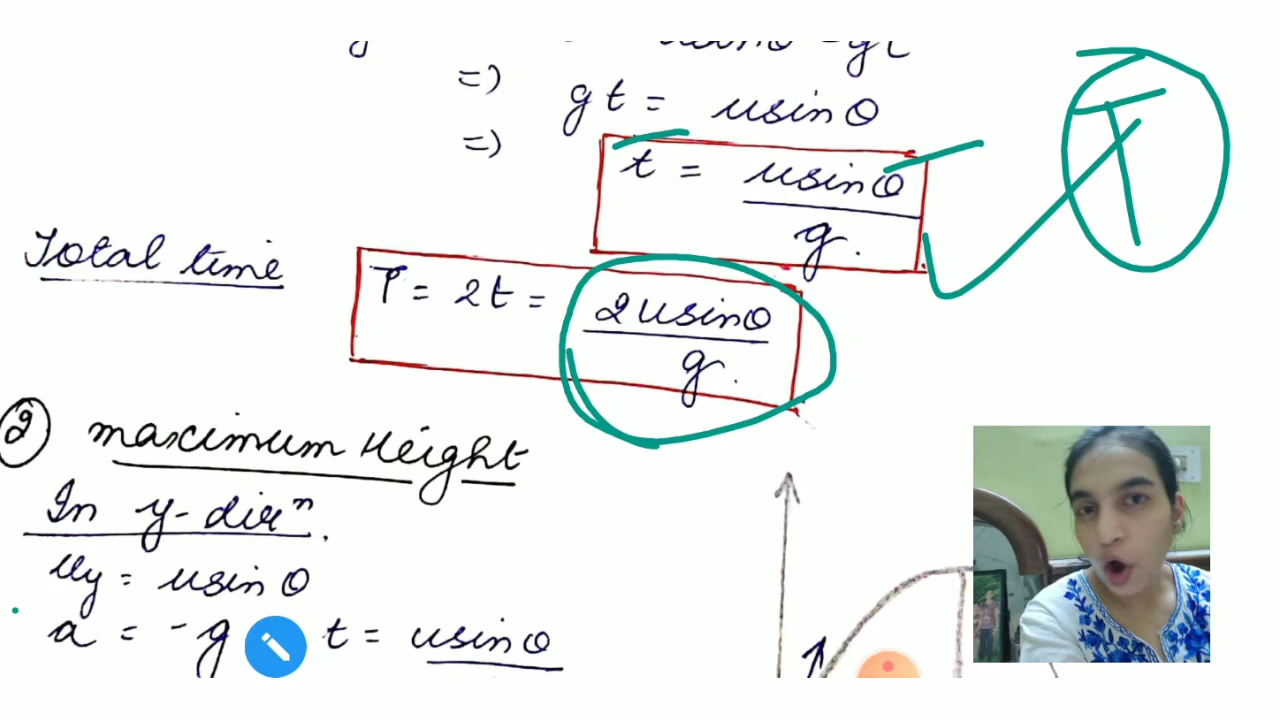 =)
gt = usinθ
=)
t = usinθ/g.
T
Total time
T = 2t = 2usinθ/g.
② maximum Height
In y-dirⁿ.
uy = usinθ
a = -g t = usinθ